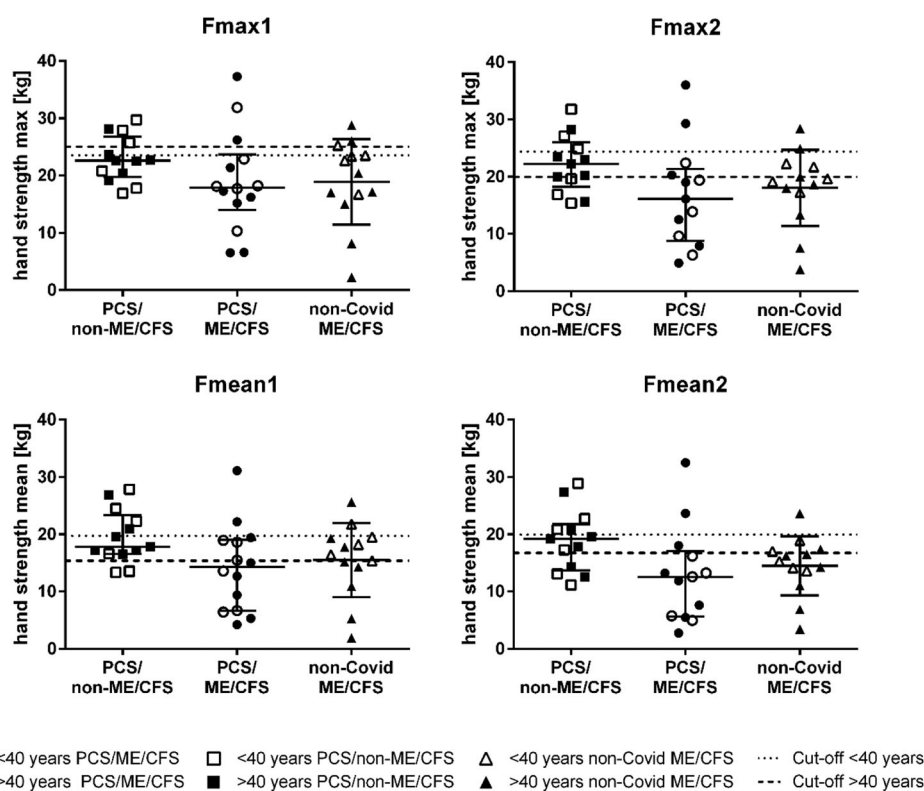 Fmax1
hand strength max [kg]
40
30
20
10
0
PCS/
non-ME/CFS
PCS/
ME/CFS
non-Covid
ME/CFS
Fmax2
hand strength max [kg]
40
30
20
10
0
PCS/
non-ME/CFS
PCS/
ME/CFS
non-Covid
ME/CFS
Fmean1
hand strength mean [kg]
40
30
20
10
0
PCS/
non-ME/CFS
PCS/
ME/CFS
non-Covid
ME/CFS
Fmean2
hand strength mean [kg]
40
30
20
10
0
PCS/
non-ME/CFS
PCS/
ME/CFS
non-Covid
ME/CFS
<40 years PCS/ME/CFS
<40 years PCS/non-ME/CFS
<40 years non-Covid ME/CFS
Cut-off <40 years
>40 years PCS/ME/CFS
>40 years PCS/non-ME/CFS
>40 years non-Covid ME/CFS
Cut-off >40 years